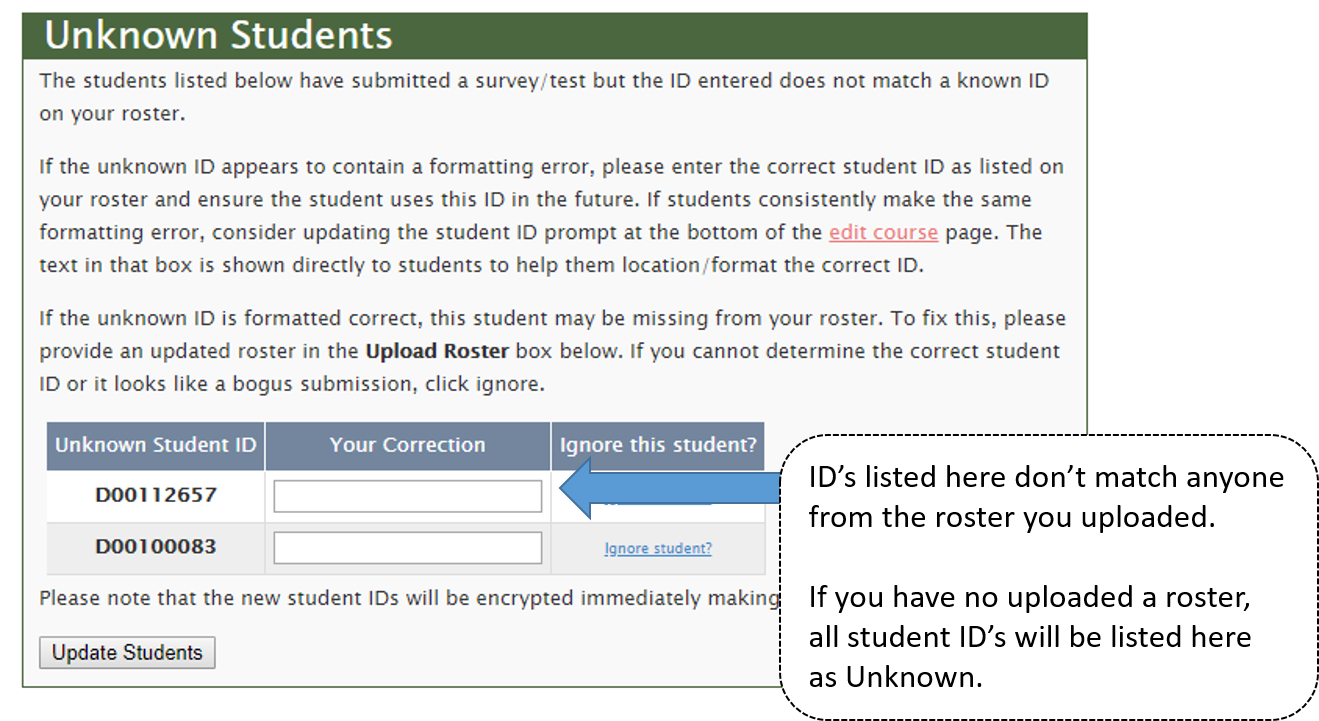 Unknown Students
The students listed below have submitted a survey/test but the ID entered does not match a known ID
on your roster.
If the unknown ID appears to contain a formatting error, please enter the correct student ID as listed on
your roster and ensure the student uses this ID in the future. If students consistently make the same
formatting error, consider updating the student ID prompt at the bottom of the edit course page. The
text in that box is shown directly to students to help them location/format the correct ID.
If the unknown ID is formatted correct, this student may be missing from your roster. To fix this, please
provide an updated roster in the Upload Roster box below. If you cannot determine the correct student
ID or it looks like a bogus submission, click ignore.
Unknown Student ID Your Correction Ignore this student?
D00112657
D00100083 Ignore student?
Please note that the new student IDs will be encrypted immediately making
Update Students
ID's listed here don't match anyone
from the roster you uploaded.
If you have no uploaded a roster,
all student ID's will be listed here
as Unknown.